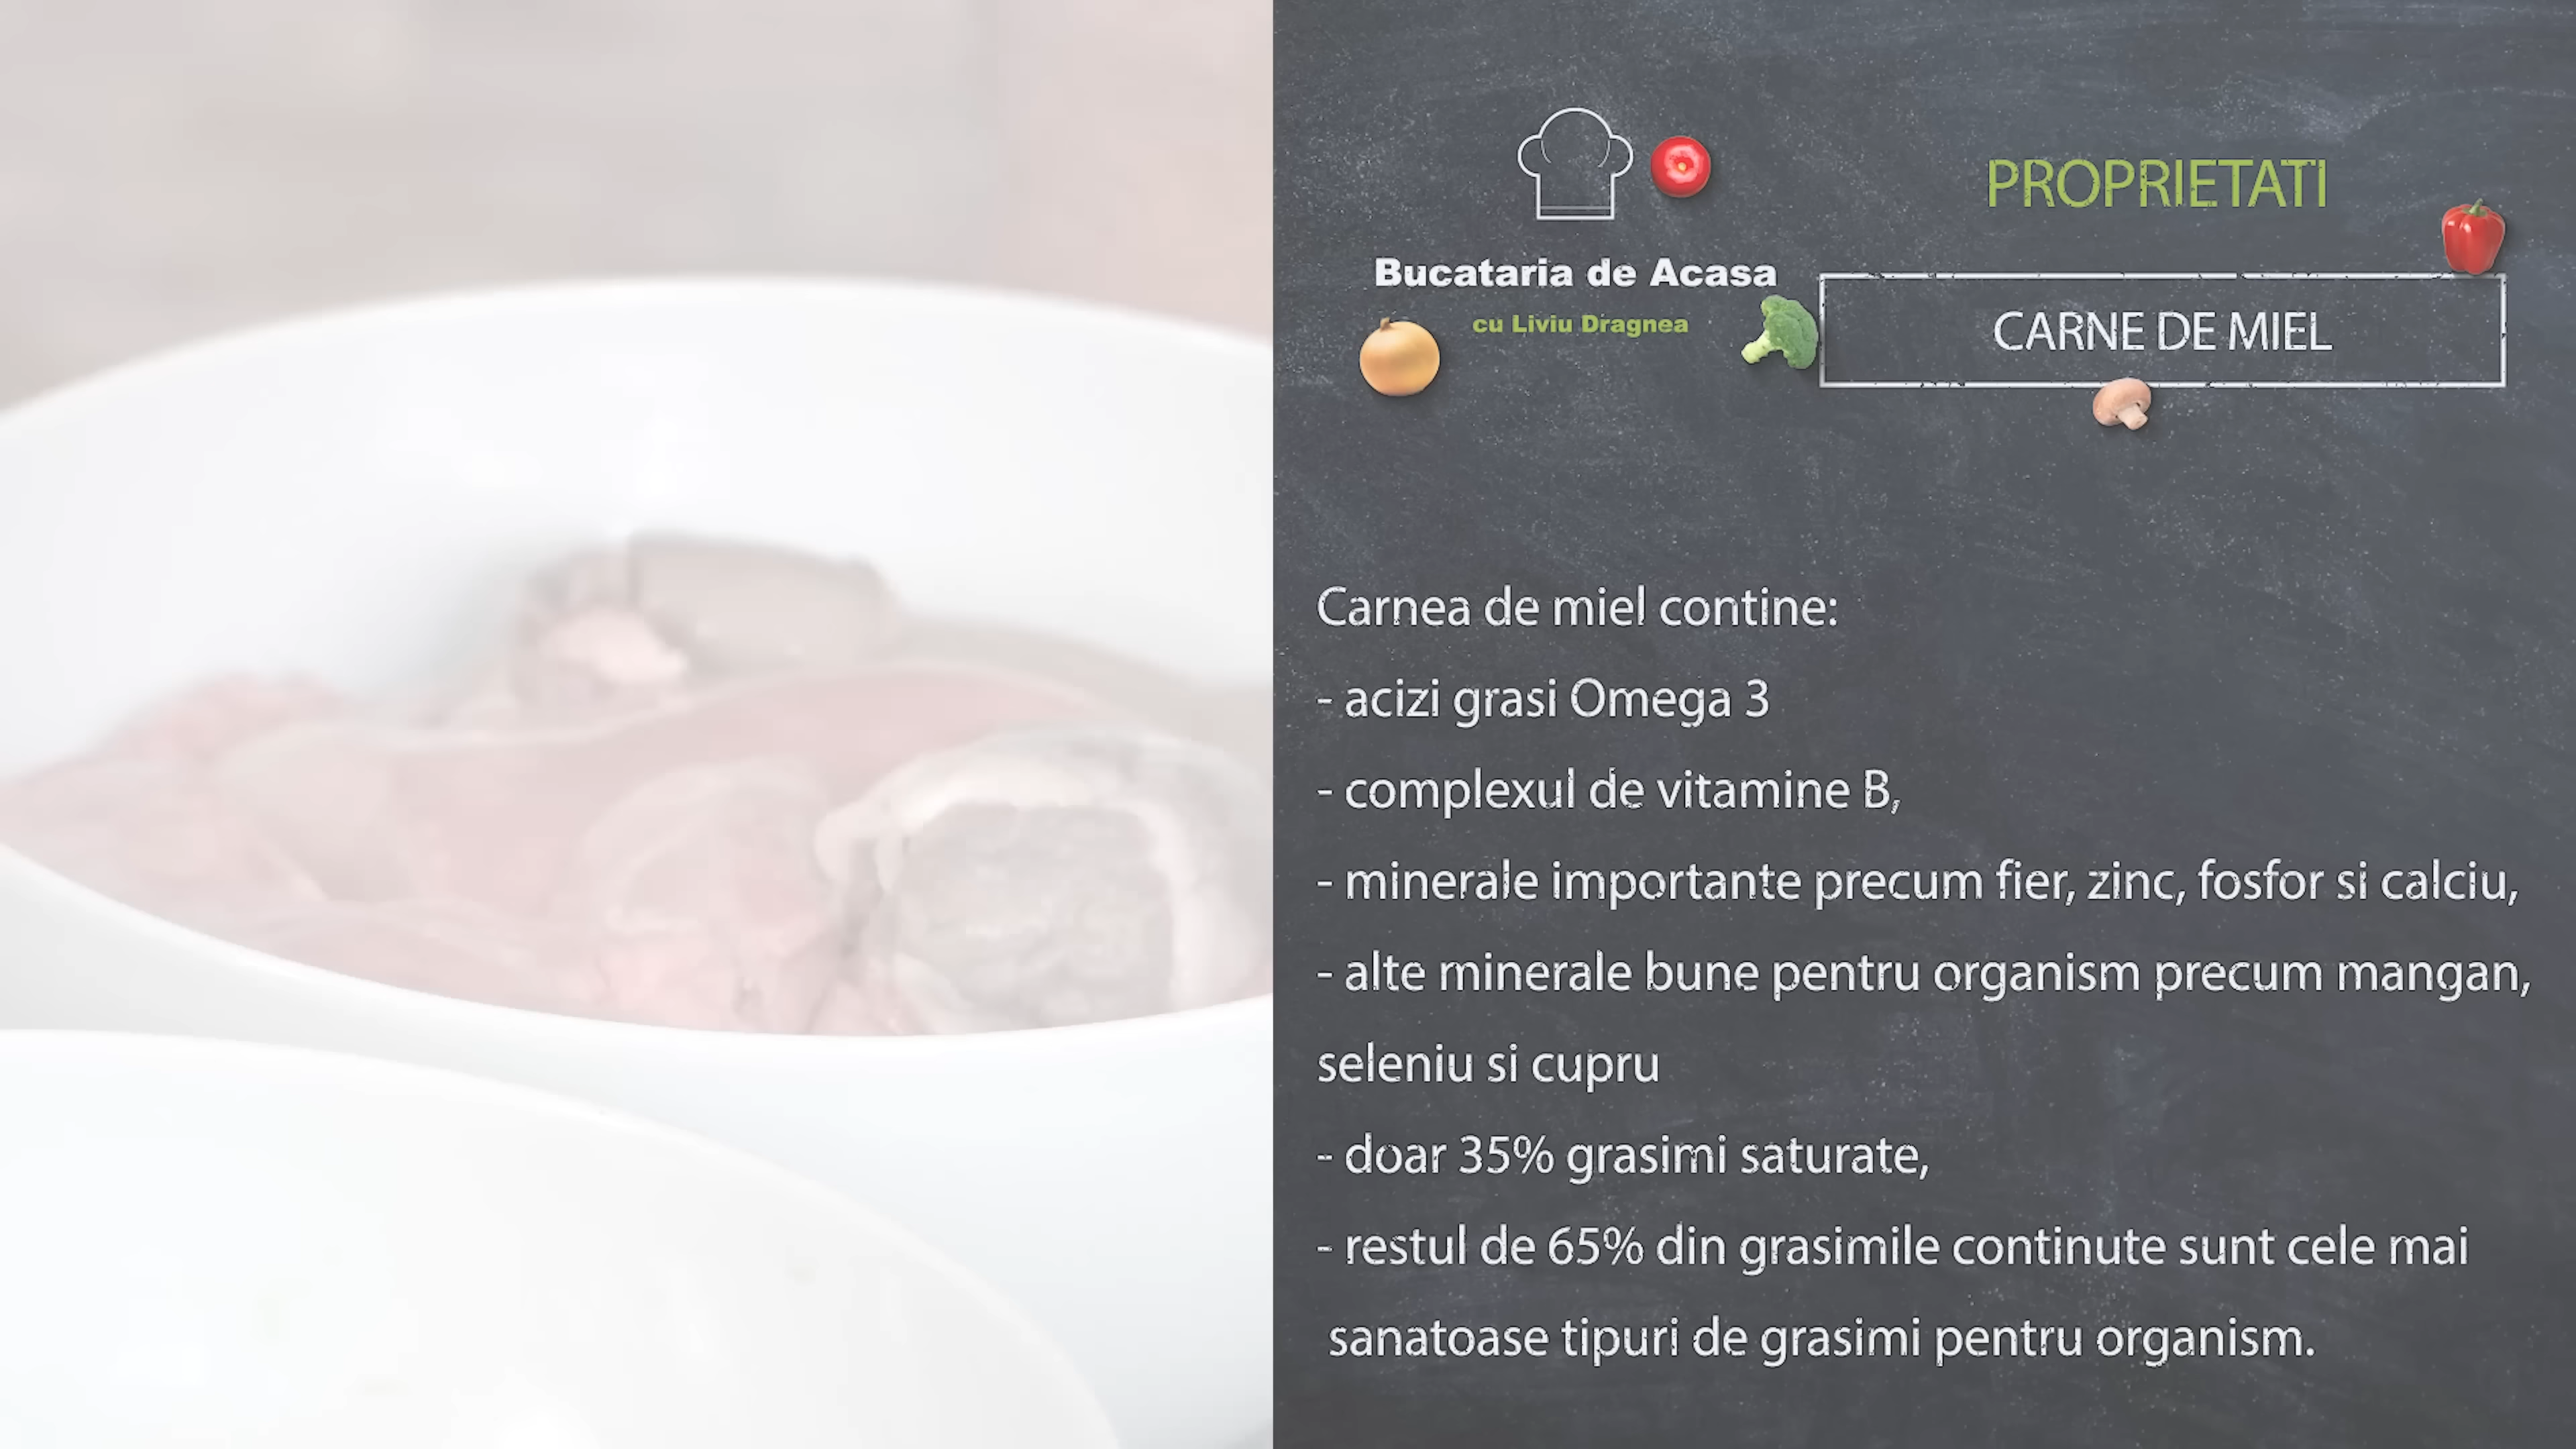 Bucataria de Acasa
cu Liviu Dragnea
PROPRIETATI
CARNE DE MIEL
Carnea de miel contine:
- acizi grasi Omega 3
- complexul de vitamine B,
- minerale importante precum fier, zinc, fosfor si calciu,
- alte minerale bune pentru organism precum mangan,
seleniu si cupru
- doar 35% grasimi saturate,
- restul de 65% din grasimile continute sunt cele mai
sanatoase tipuri de grasimi pentru organism.